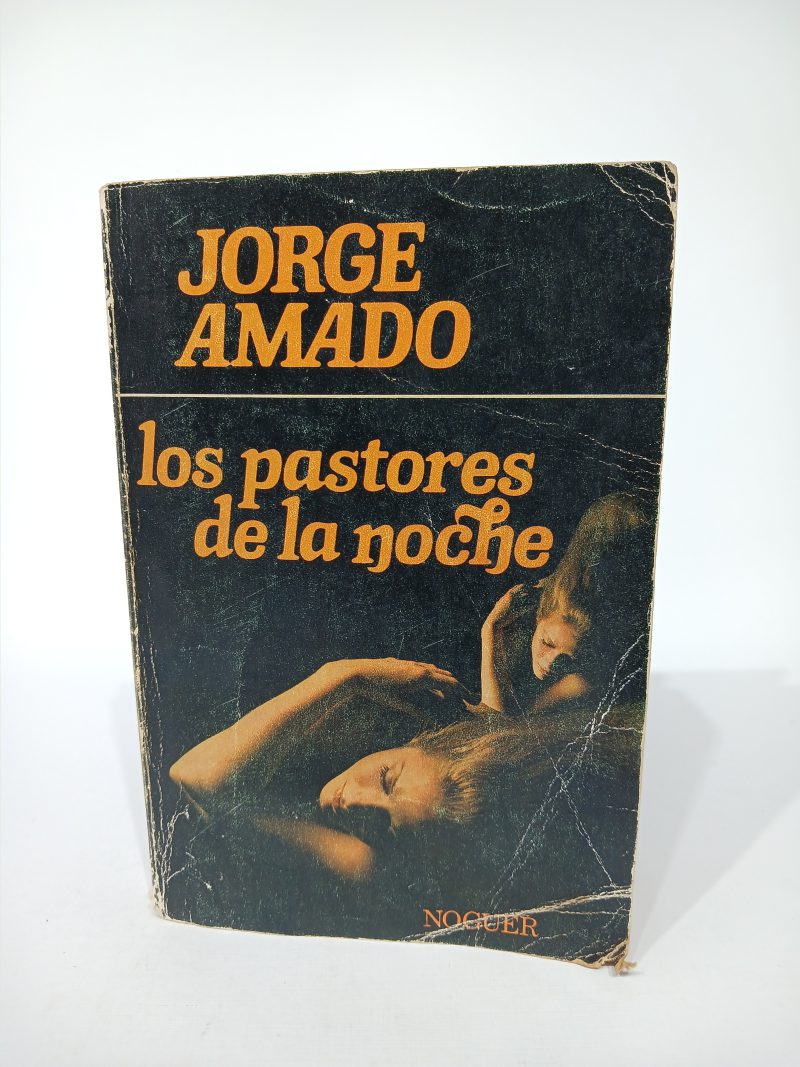 JORGE
AMADO
los pastores
de la noche
NOGUER